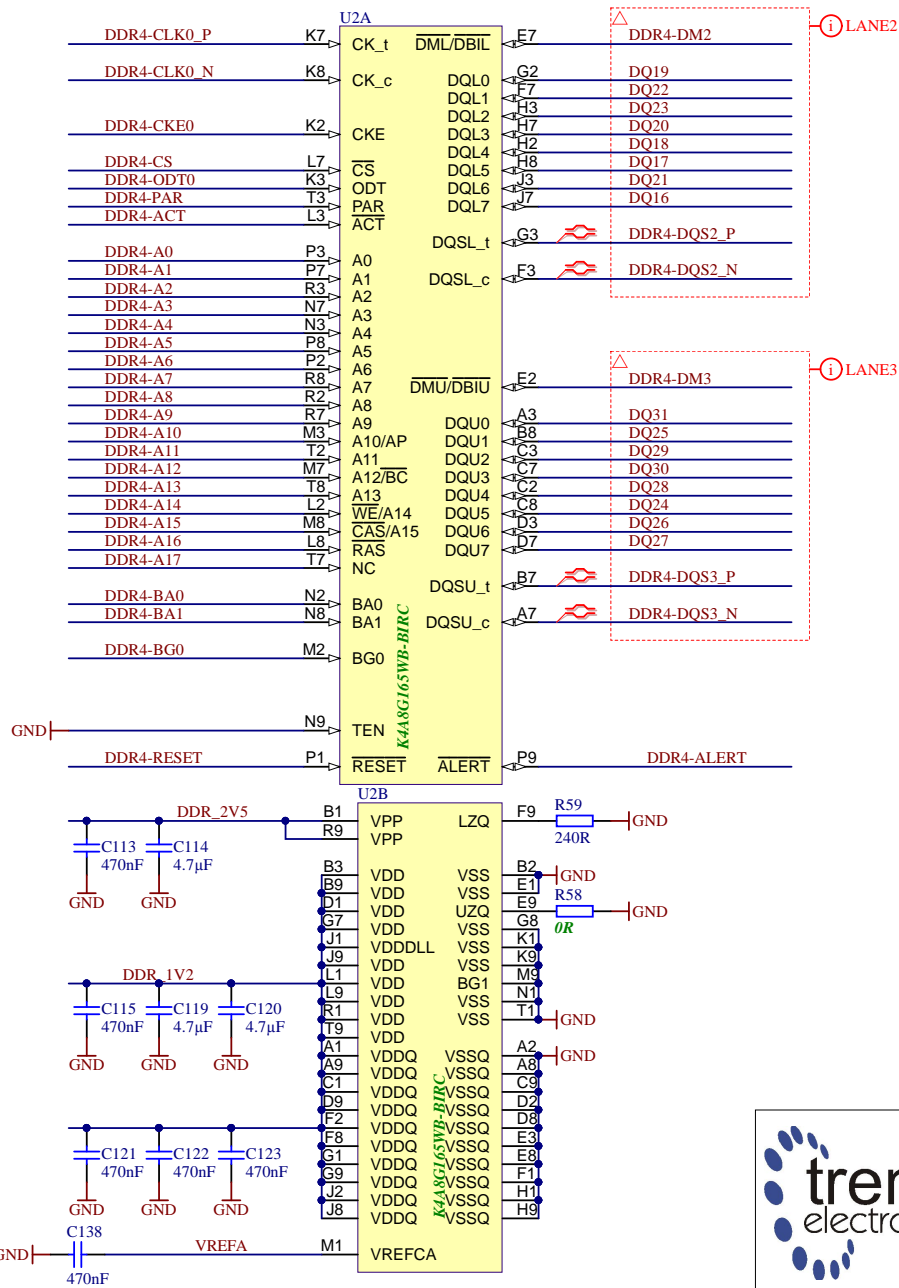 U2A
DDR4-CLK0_P K7 CK_t DML/DBIL E7 DDR4-DM2 LANE2
DDR4-CLK0_N K8 CK_c DQL0 G2 DQ19
DQL1 F7 DQ22
DQL2 H3 DQ23
DDR4-CKE0 K2 CKE DQL3 H7 DQ20
DQL4 H2 DQ18
DDR4-CS L7 CS DQL5 H8 DQ17
DDR4-ODT0 K3 ODT DQL6 J3 DQ21
DDR4-PAR T3 PAR DQL7 J7 DQ16
DDR4-ACT L3 ACT
DQSL_t G3 DDR4-DQS2_P
DDR4-A0 P3 A0
DDR4-A1 P7 A1 DQSL_c F3 DDR4-DQS2_N
DDR4-A2 R3 A2
DDR4-A3 N7 A3
DDR4-A4 N3 A4
DDR4-A5 P8 A5
DDR4-A6 P2 A6 LANE3
DDR4-A7 R8 A7 DMU/DBIU E2 DDR4-DM3
DDR4-A8 R2 A8
DDR4-A9 R7 A9 DQU0 A3 DQ31
DDR4-A10 M3 A10/AP DQU1 B8 DQ25
DDR4-A11 T2 A11 DQU2 C3 DQ29
DDR4-A12 M7 A12/BC DQU3 C7 DQ30
DDR4-A13 T8 A13 DQU4 C2 DQ28
DDR4-A14 L2 WE/A14 DQU5 C8 DQ24
DDR4-A15 M8 CAS/A15 DQU6 D3 DQ26
DDR4-A16 L8 RAS DQU7 D7 DQ27
DDR4-A17 T7 NC
DQSU_t B7 DDR4-DQS3_P
DDR4-BA0 N2 BA0
DDR4-BA1 N8 BA1 DQSU_c A7 DDR4-DQS3_N
DDR4-BG0 M2 BG0
K4A8G165WB-BIRC
GND N9 TEN
DDR4-RESET P1 RESET ALERT P9 DDR4-ALERT
U2B
DDR_2V5 B1 VPP LZQ F9 R59 240R GND
R9 VPP
C113 470nF GND
C114 4.7µF GND
B3 VDD VSS B2 GND
B9 VDD VSS E1
D1 VDD UZQ E9 R58 0R GND
G7 VDD VSS G8
J1 VDDDLL VSS K1
J9 VDD VSS K9
DDR_1V2 L1 VDD BG1 M9
L9 VDD VSS N1
R1 VDD VSS T1 GND
T9 VDD
C115 470nF GND
C119 4.7µF GND
C120 4.7µF GND
A1 VDDQ VSSQ A2 GND
A9 VDDQ VSSQ A8
C1 VDDQ VSSQ C9
D9 VDDQ VSSQ D2
F2 VDDQ VSSQ D8
F8 VDDQ VSSQ E3
G1 VDDQ VSSQ E8
G9 VDDQ VSSQ F1
J2 VDDQ VSSQ H1
J8 VDDQ VSSQ H9
C121 470nF GND
C122 470nF GND
C123 470nF GND
K4A8G165WB-BIRC
GND C138 470nF VREFA M1 VREFCA
tren
electro